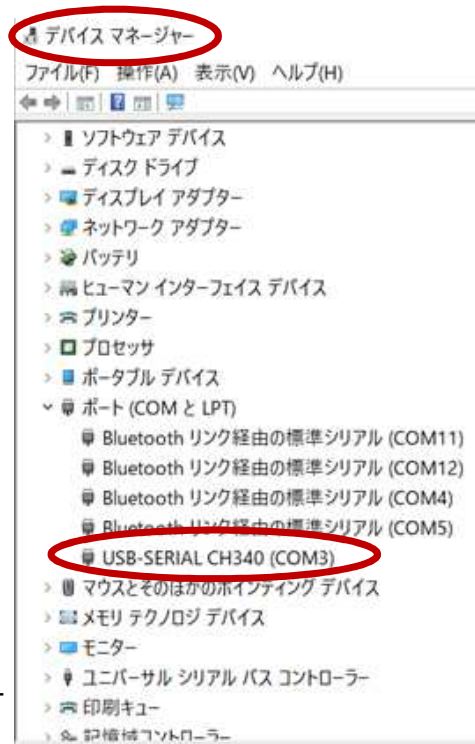 デバイス マネージャー
ファイル(F) 操作(A) 表示(V) ヘルプ(H)
ソフトウェア デバイス
ディスク ドライブ
ディスプレイ アダプター
ネットワーク アダプター
バッテリ
ヒューマン インターフェイス デバイス
プリンター
プロセッサ
ポータブル デバイス
ポート (COM と LPT)
Bluetooth リンク経由の標準シリアル (COM11)
Bluetooth リンク経由の標準シリアル (COM12)
Bluetooth リンク経由の標準シリアル (COM4)
Bluetooth リンク経由の標準シリアル (COM5)
USB-SERIAL CH340 (COM3)
マウスとそのほかのポインティング デバイス
メモリ テクノロジ デバイス
モニター
ユニバーサル シリアル バス コントローラー
印刷キュー
記憶域コントローラー